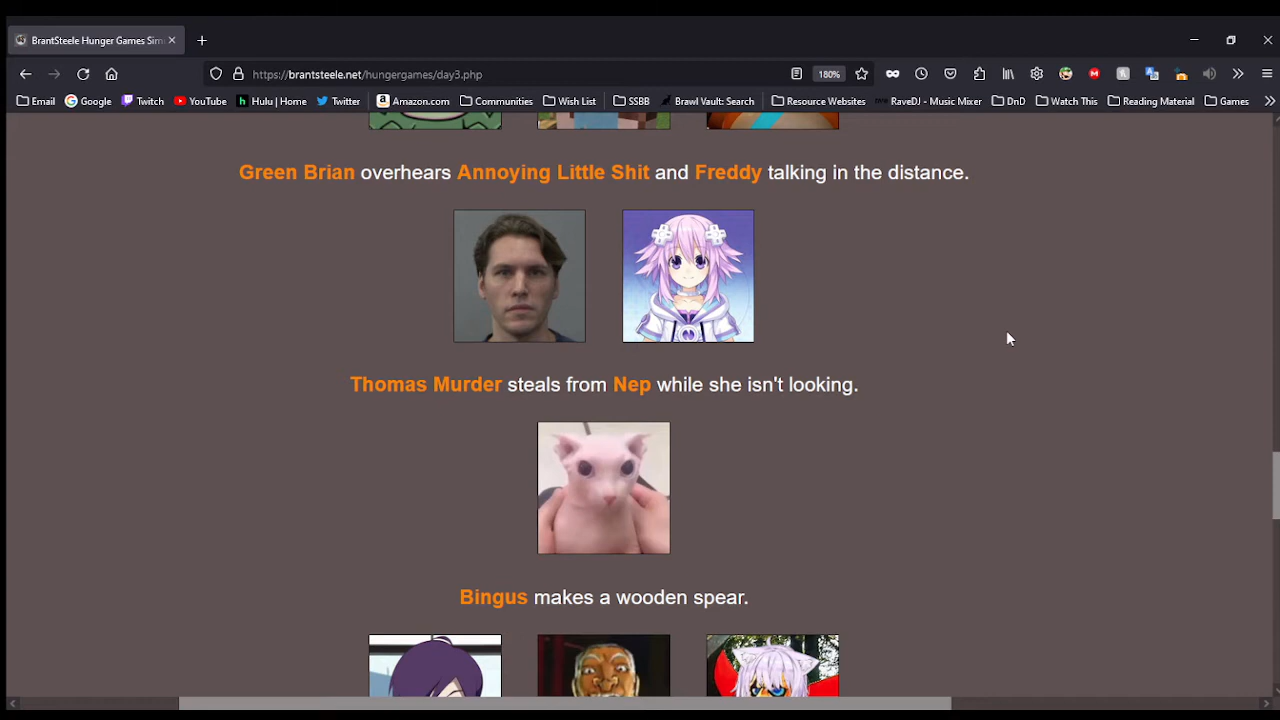 BrantSteele Hunger Games Sim
https://brantsteele.net/hungergames/day3.php
180%
Email Google Twitch YouTube Hulu | Home Twitter Amazon.com Communities Wish List SSBB Brawl Vault: Search Resource Websites RaveDJ - Music Mixer DnD Watch This Reading Material Games
Green Brian overhears Annoying Little Shit and Freddy talking in the distance.
Thomas Murder steals from Nep while she isn't looking.
Bingus makes a wooden spear.